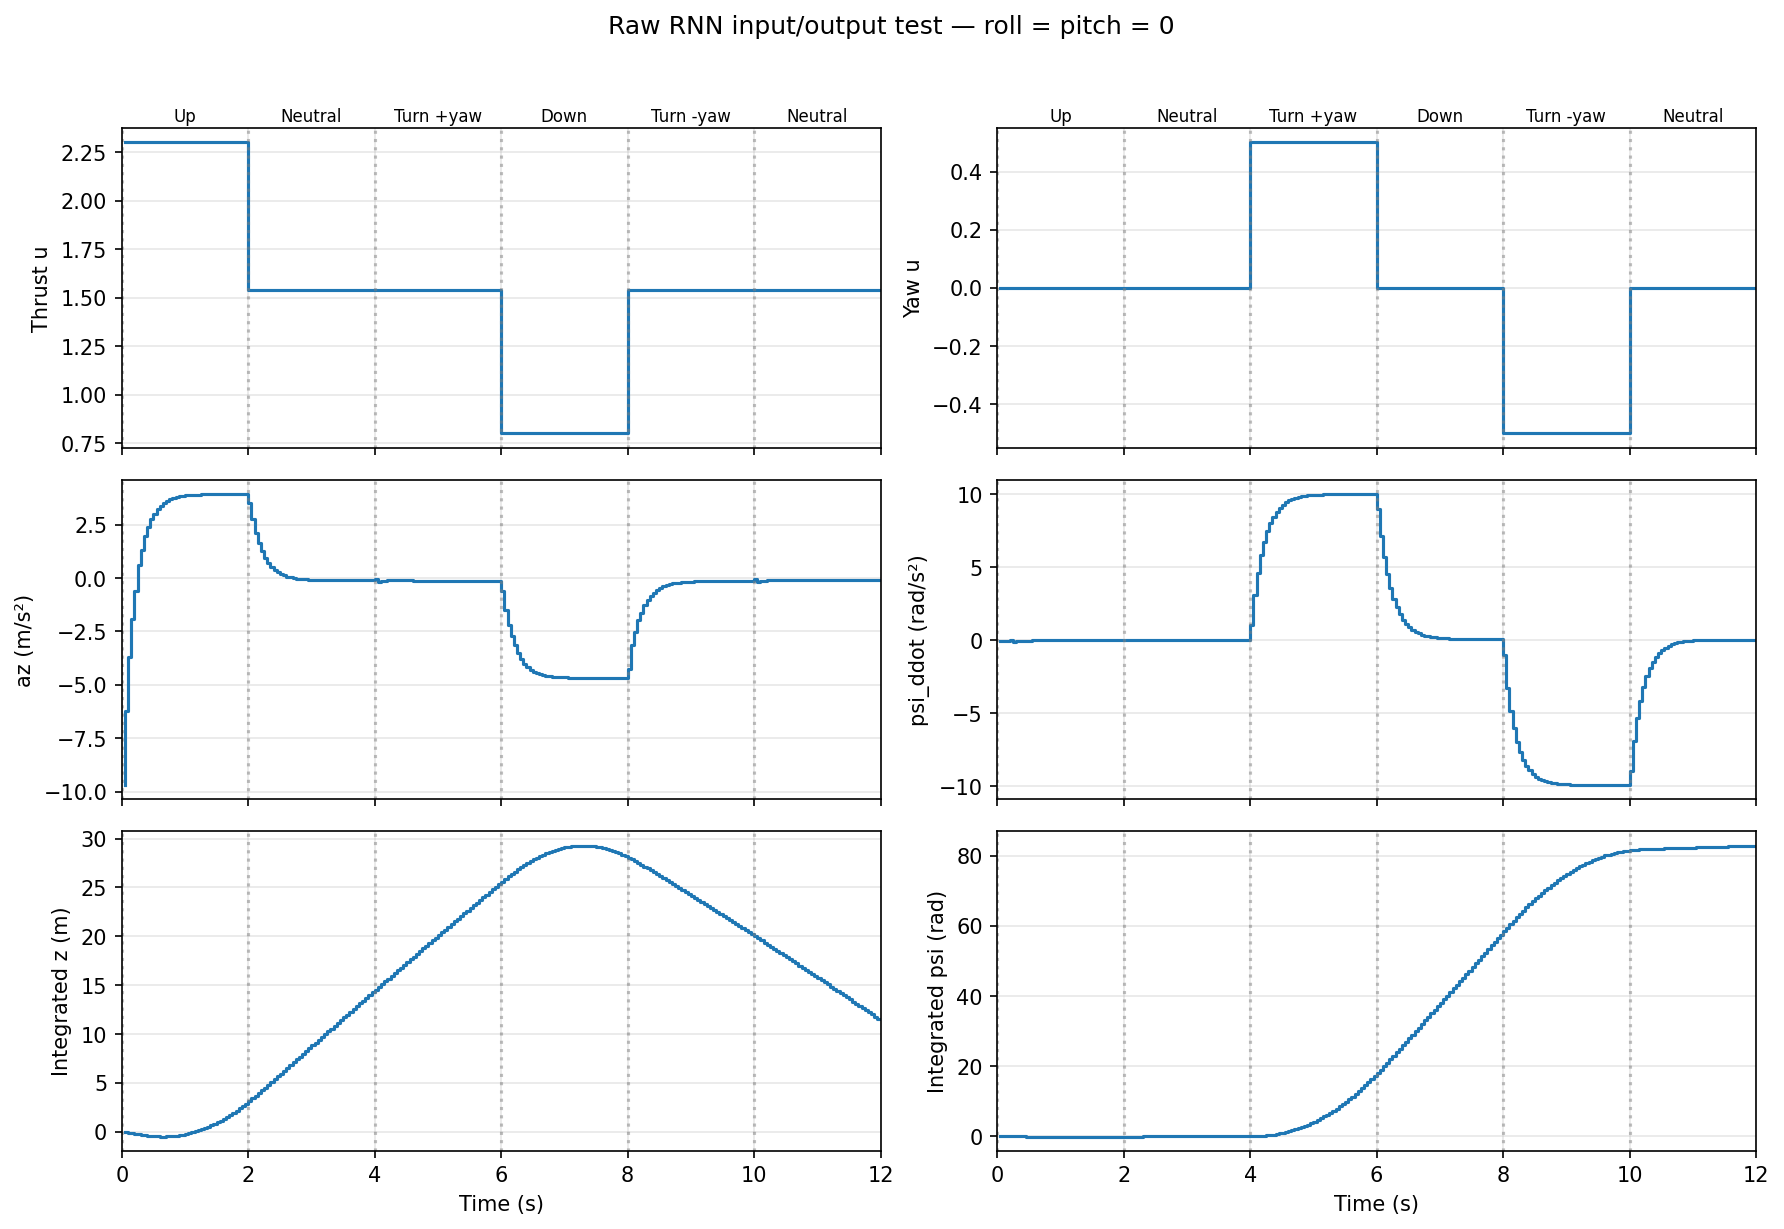 Raw RNN input/output test — roll = pitch = 0
Up Neutral Turn +yaw Down Turn -yaw Neutral
Thrust u
2.25
2.00
1.75
1.50
1.25
1.00
0.75
Up Neutral Turn +yaw Down Turn -yaw Neutral
Yaw u
0.4
0.2
0.0
−0.2
−0.4
az (m/s²)
2.5
0.0
−2.5
−5.0
−7.5
−10.0
psi_ddot (rad/s²)
10
5
0
−5
−10
Integrated z (m)
30
25
20
15
10
5
0
0 2 4 6 8 10 12
Time (s)
Integrated psi (rad)
80
60
40
20
0
0 2 4 6 8 10 12
Time (s)